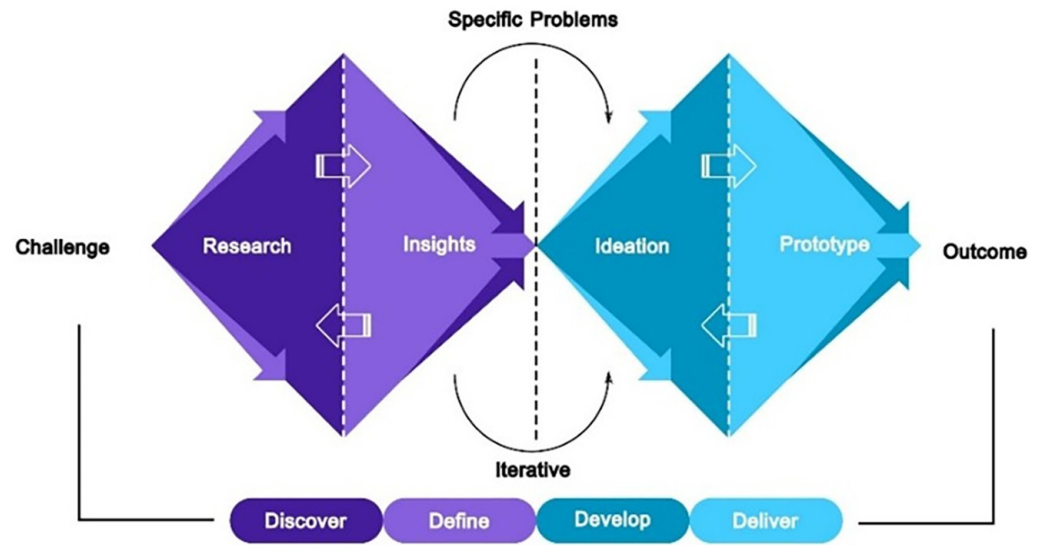 Specific Problems
Challenge
Research
Insights
Ideation
Prototype
Outcome
Iterative
Discover
Define
Develop
Deliver